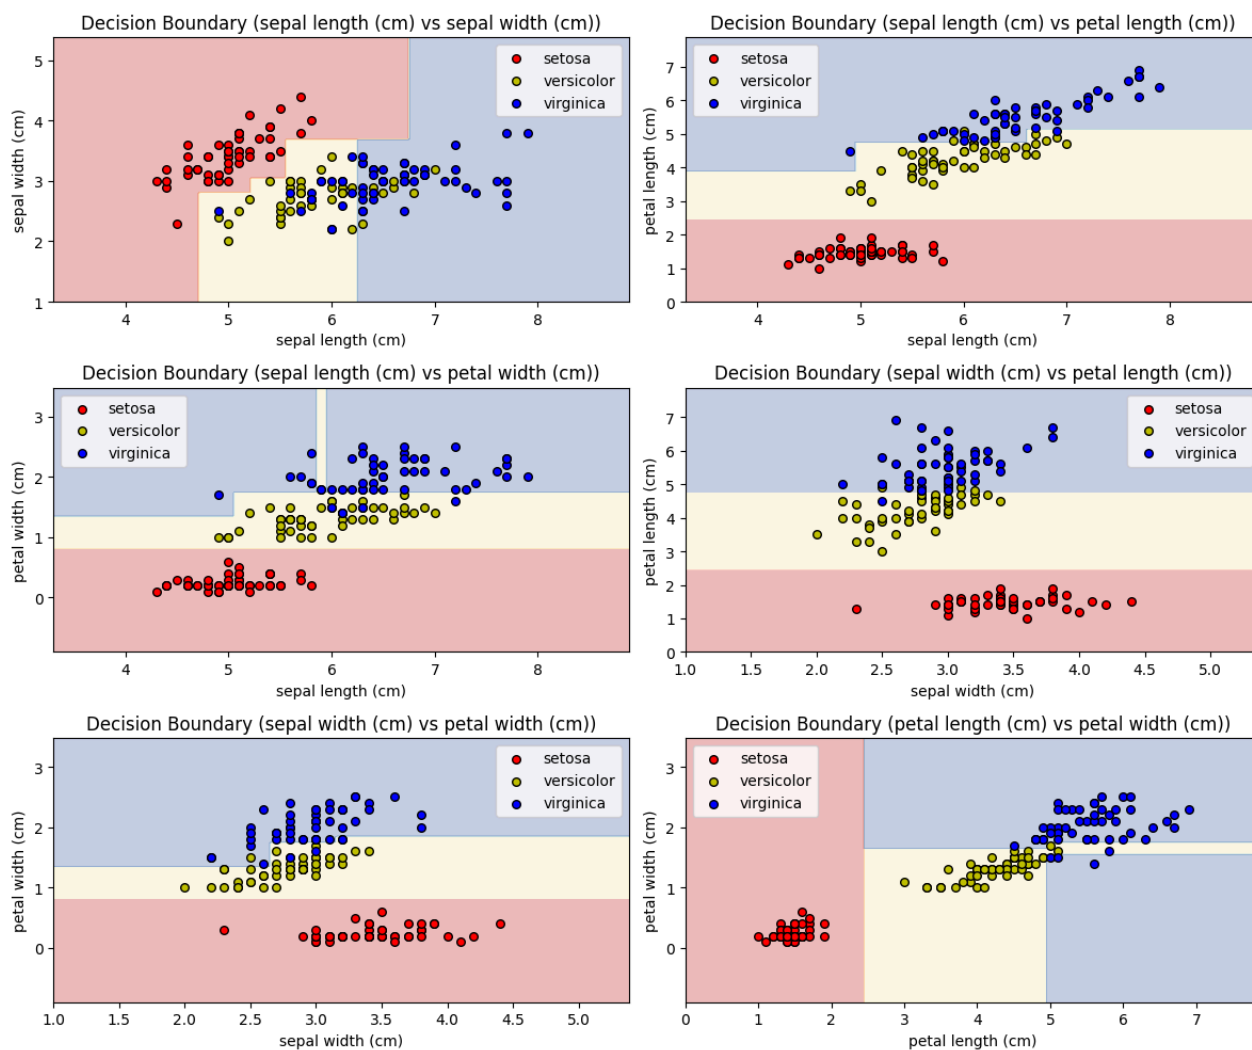 Decision Boundary (sepal length (cm) vs sepal width (cm))
5
4
3
2
1
sepal width (cm)
setosa
versicolor
virginica
4 5 6 7 8
sepal length (cm)
Decision Boundary (sepal length (cm) vs petal length (cm))
7
6
5
4
3
2
1
0
petal length (cm)
setosa
versicolor
virginica
4 5 6 7 8
sepal length (cm)
Decision Boundary (sepal length (cm) vs petal width (cm))
3
2
1
0
petal width (cm)
setosa
versicolor
virginica
4 5 6 7 8
sepal length (cm)
Decision Boundary (sepal width (cm) vs petal length (cm))
7
6
5
4
3
2
1
0
petal length (cm)
setosa
versicolor
virginica
1.0 1.5 2.0 2.5 3.0 3.5 4.0 4.5 5.0
sepal width (cm)
Decision Boundary (sepal width (cm) vs petal width (cm))
3
2
1
0
petal width (cm)
setosa
versicolor
virginica
1.0 1.5 2.0 2.5 3.0 3.5 4.0 4.5 5.0
sepal width (cm)
Decision Boundary (petal length (cm) vs petal width (cm))
3
2
1
0
petal width (cm)
setosa
versicolor
virginica
0 1 2 3 4 5 6 7
petal length (cm)